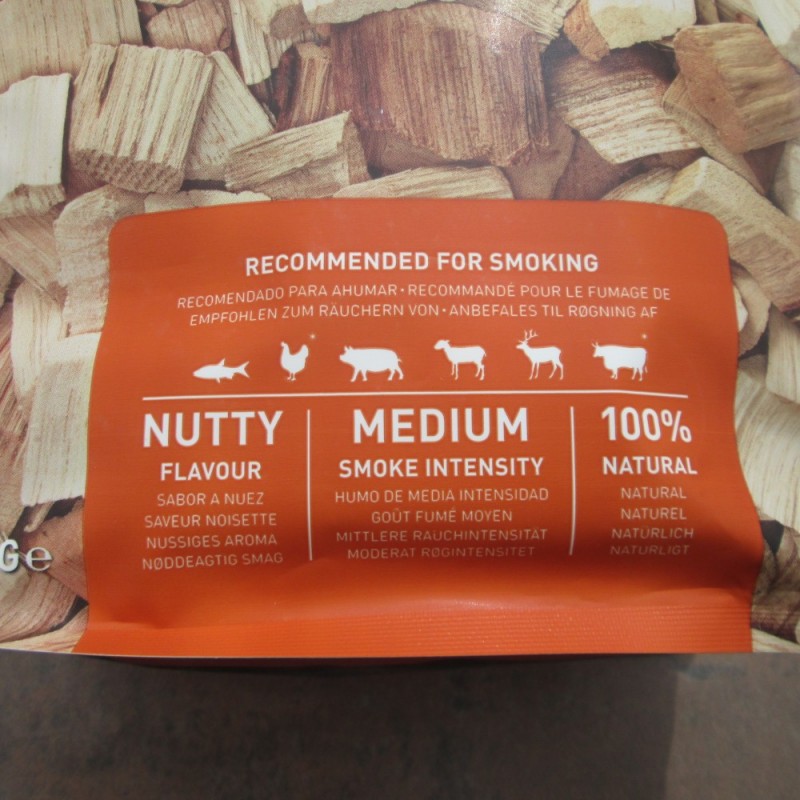 RECOMMENDED FOR SMOKING
RECOMENDADO PARA AHUMAR • RECOMMANDÉ POUR LE FUMAGE DE
EMPFOHLEN ZUM RÄUCHERN VON • ANBEFALES TIL RØGNING AF
NUTTY
FLAVOUR
SABOR A NUEZ
SAVEUR NOISETTE
NUSSIGES AROMA
NØDDEAGTIG SMAG
MEDIUM
SMOKE INTENSITY
HUMO DE MEDIA INTENSIDAD
GOÛT FUMÉ MOYEN
MITTLERE RAUCHINTENSITÄT
MODERAT RØGINTENSITET
100%
NATURAL
NATURAL
NATUREL
NATÜRLICH
NATURLIGT
G e